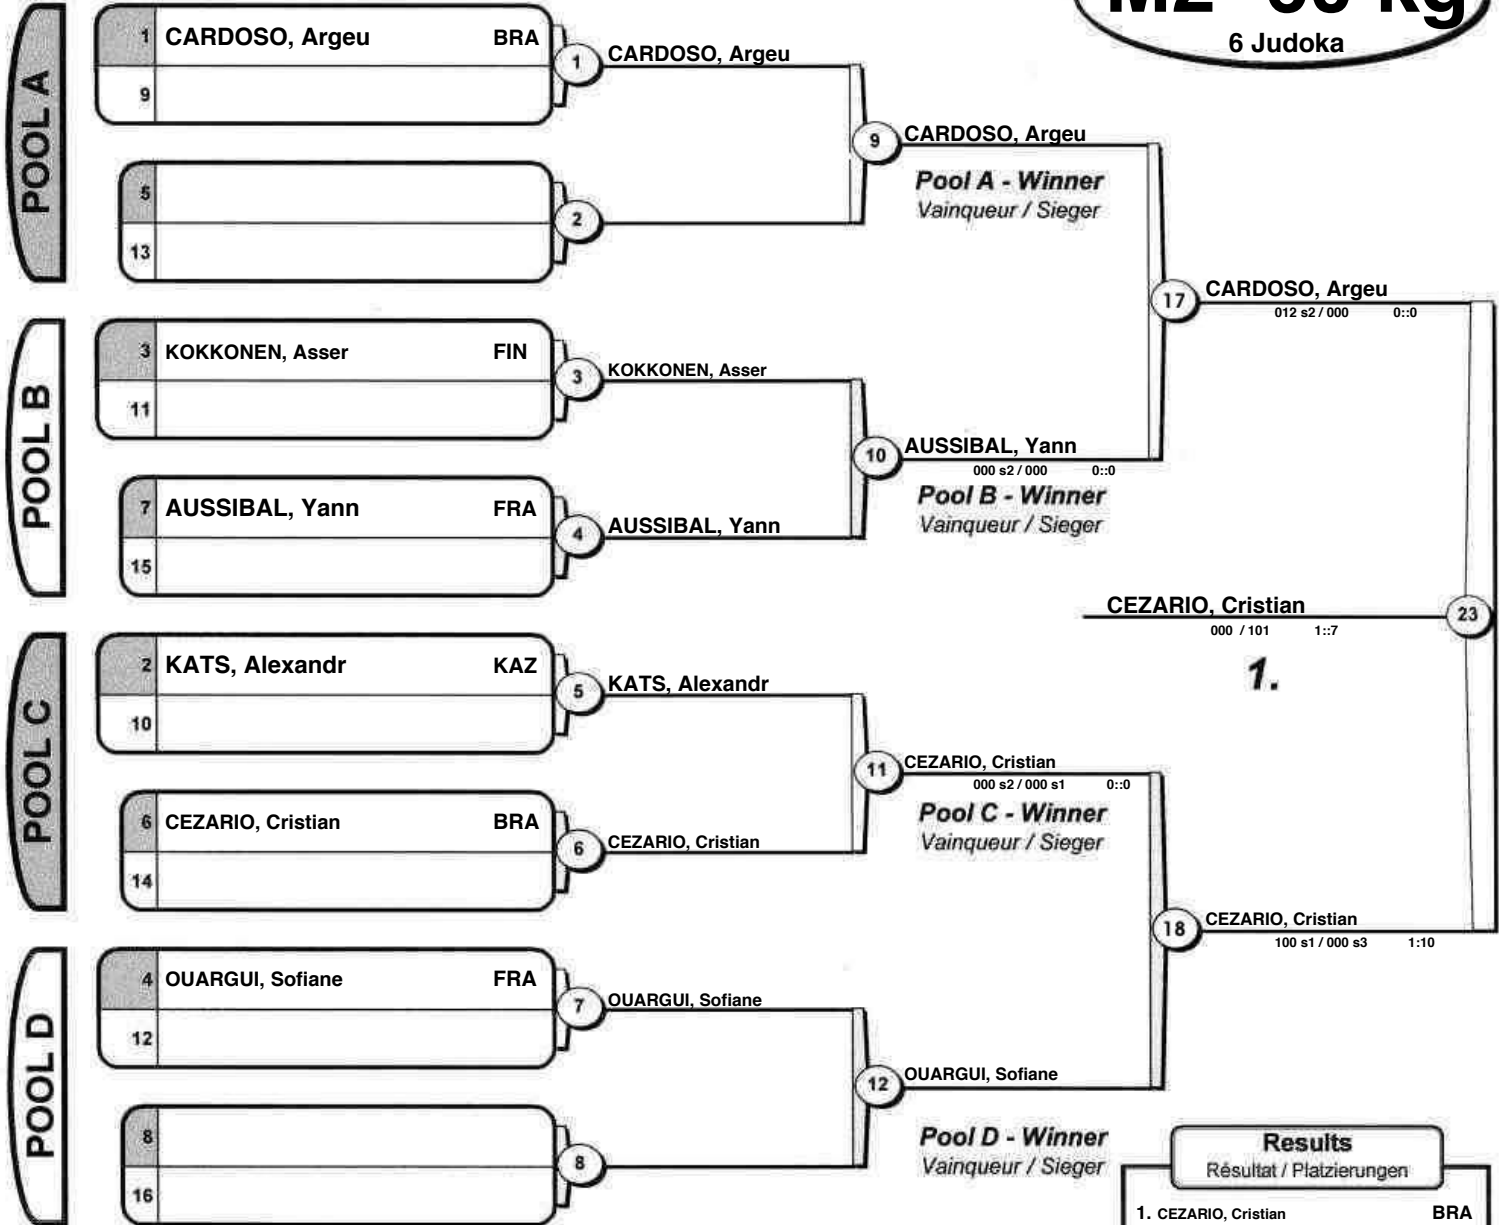 M2 -60 kg
6 Judoka
POOL A
1 CARDOSO, Argeu BRA
9
5
13
1 CARDOSO, Argeu
2
9 CARDOSO, Argeu
Pool A - Winner
Vainqueur / Sieger
POOL B
3 KOKKONEN, Asser FIN
11
7 AUSSIBAL, Yann FRA
15
3 KOKKONEN, Asser
4 AUSSIBAL, Yann
10 AUSSIBAL, Yann
000 s2 / 000 0::0
Pool B - Winner
Vainqueur / Sieger
17 CARDOSO, Argeu
012 s2 / 000 0::0
CEZARIO, Cristian 23
000 / 101 1::7
1.
POOL C
2 KATS, Alexandr KAZ
10
6 CEZARIO, Cristian BRA
14
5 KATS, Alexandr
6 CEZARIO, Cristian
11 CEZARIO, Cristian
000 s2 / 000 s1 0::0
Pool C - Winner
Vainqueur / Sieger
18 CEZARIO, Cristian
100 s1 / 000 s3 1:10
POOL D
4 OUARGUI, Sofiane FRA
12
8
16
7 OUARGUI, Sofiane
8
12 OUARGUI, Sofiane
Pool D - Winner
Vainqueur / Sieger
Results
Résultat / Platzierungen
1. CEZARIO, Cristian BRA